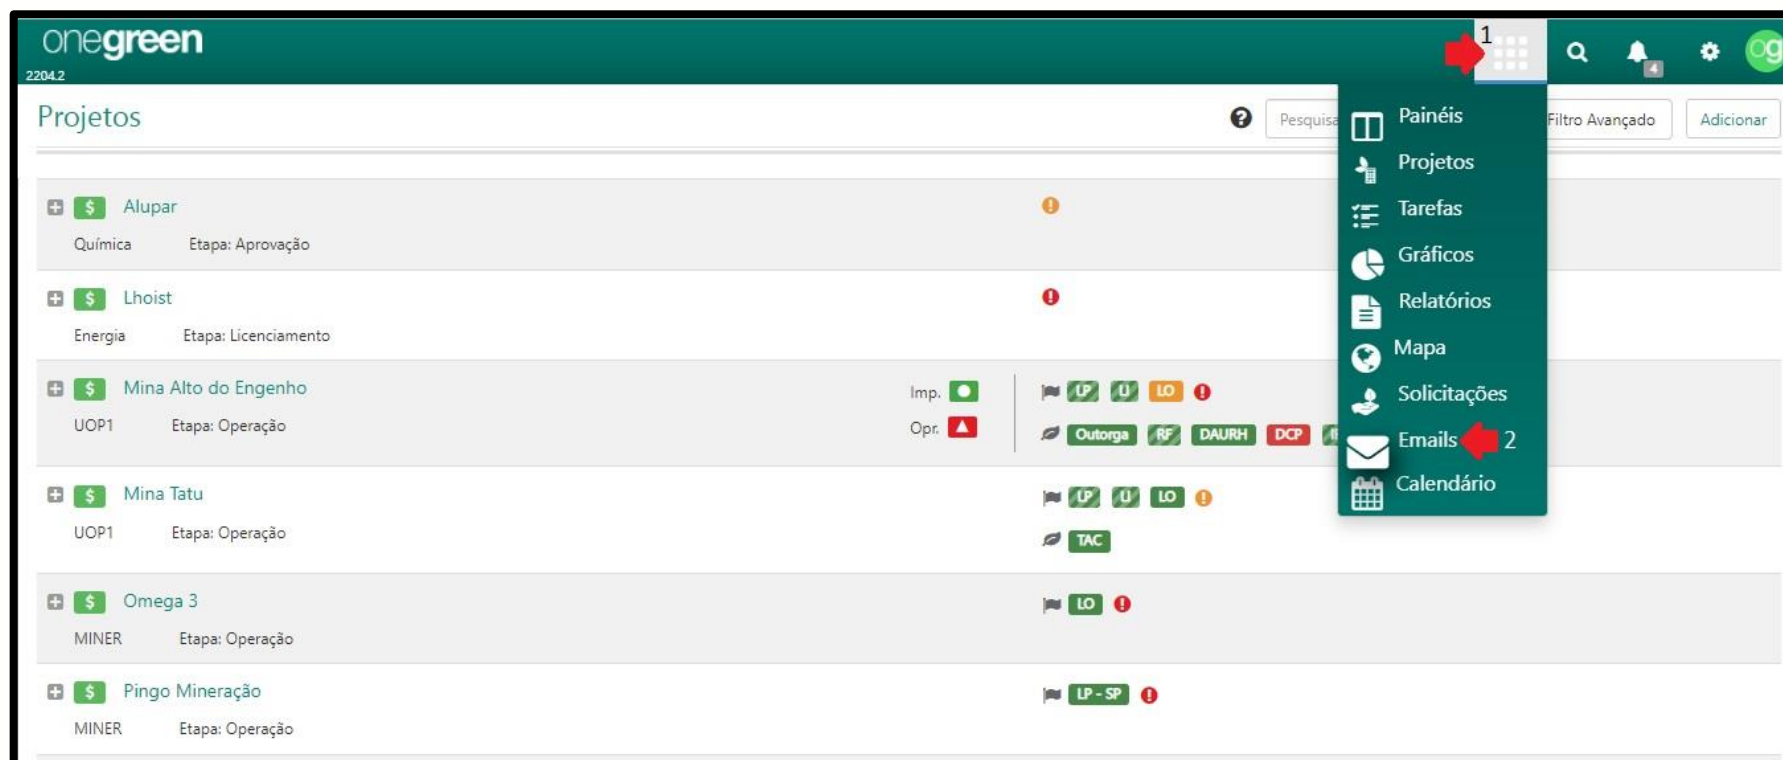 onegreen
2204.2
1
4
og
Projetos
Pesquisa
Filtro Avançado
Adicionar
Painéis
Projetos
Tarefas
Gráficos
Relatórios
Mapa
Solicitações
Emails 2
Calendário
$ Alupar
Química Etapa: Aprovação
$ Lhoist
Energia Etapa: Licenciamento
$ Mina Alto do Engenho
UOP1 Etapa: Operação
Imp.
Opr.
LP LI LO
Outorga RF DAURH DCP
$ Mina Tatu
UOP1 Etapa: Operação
LP LI LO
TAC
$ Omega 3
MINER Etapa: Operação
LO
$ Pingo Mineração
MINER Etapa: Operação
LP - SP